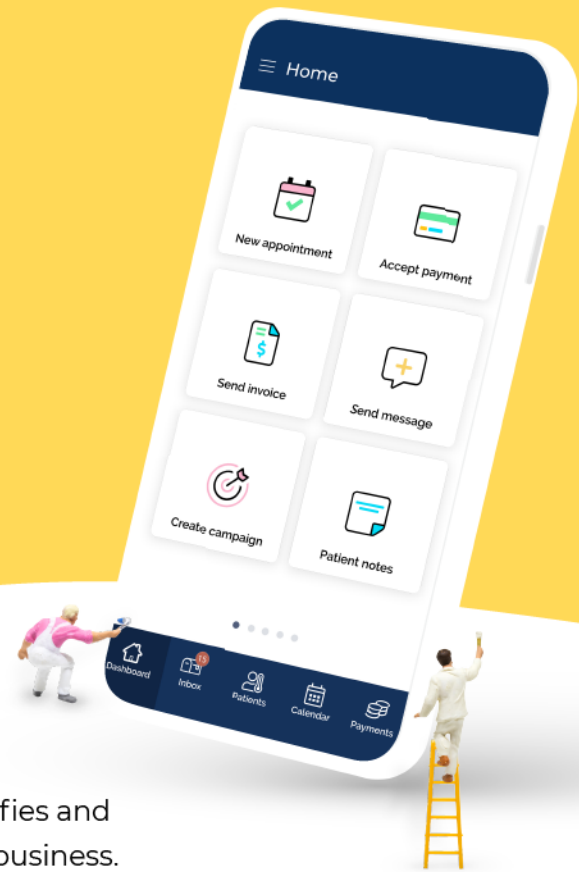 Home
New appointment
Accept payment
Send invoice
Send message
Create campaign
Patient notes
Dashboard
15
Inbox
Patients
Calendar
Payments
fies and
business.